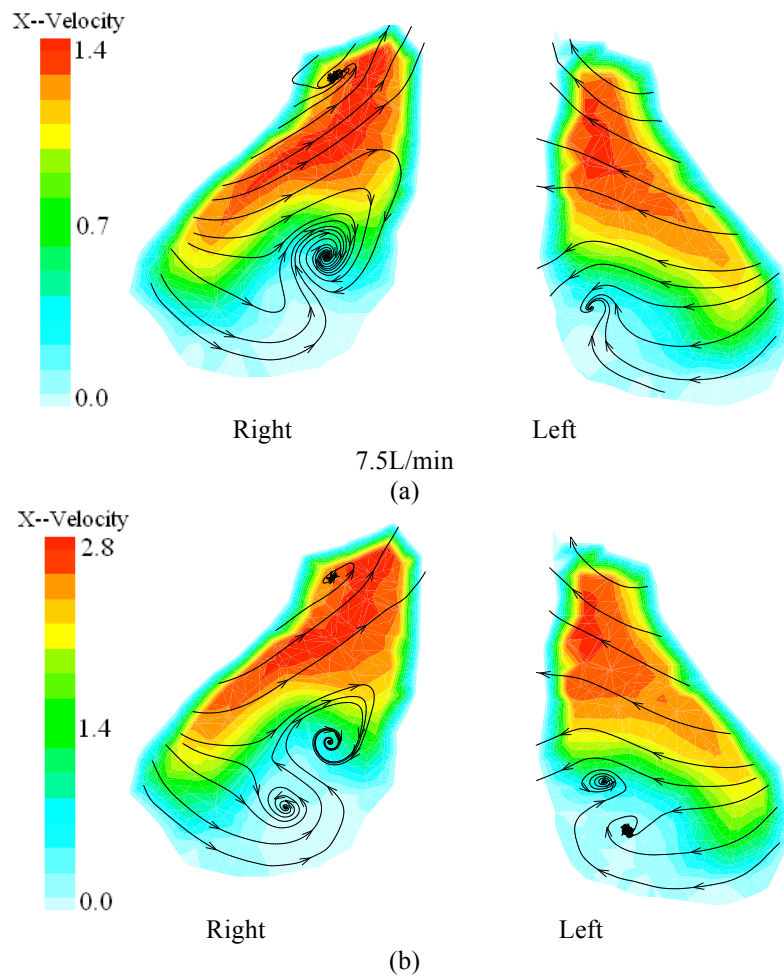 X--Velocity
1.4
0.7
0.0
Right Left
7.5L/min
(a)
X--Velocity
2.8
1.4
0.0
Right Left
(b)